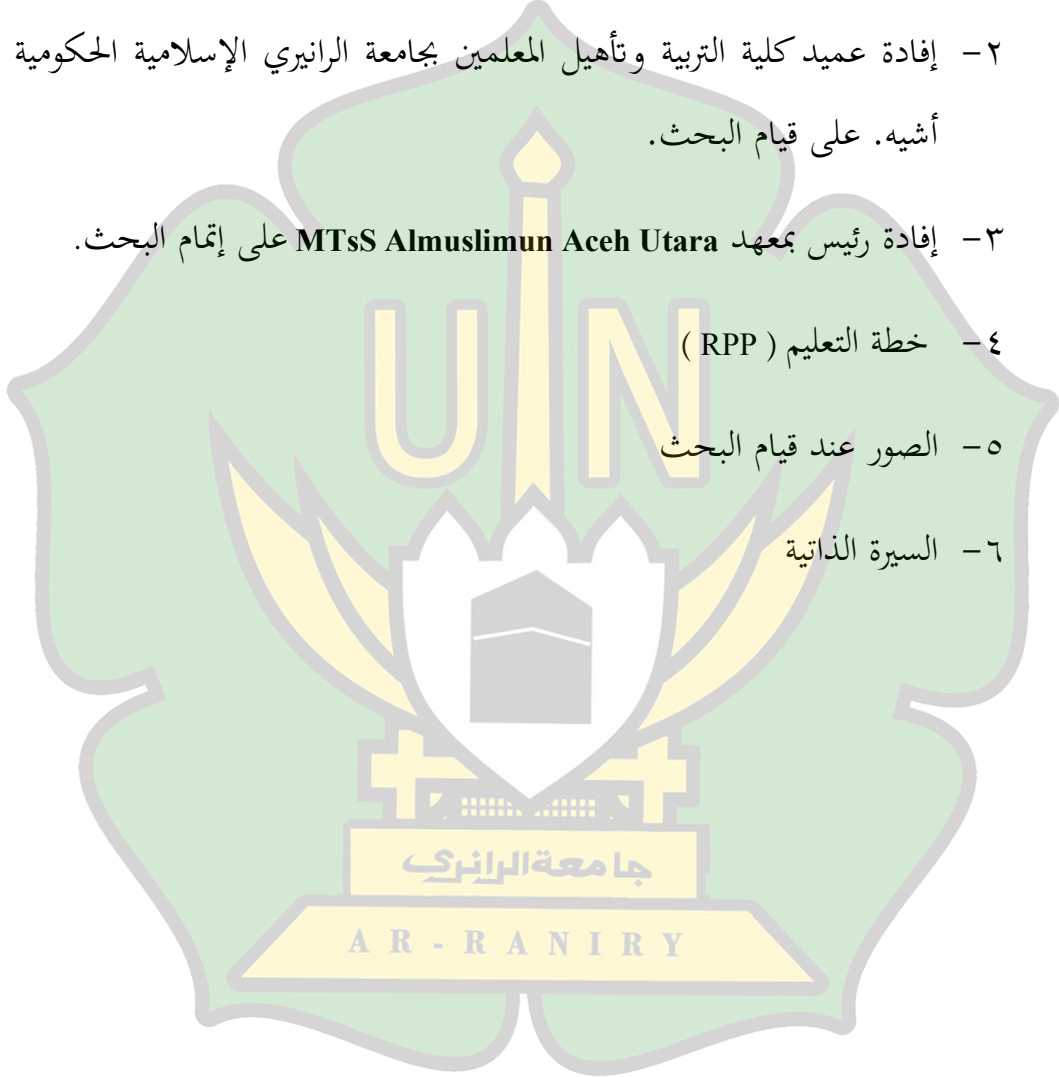 ٢- إفادة عميد كلية التربية وتأهيل المعلمين بجامعة الرانيري الإسلامية الحكومية
أشيه. على قيام البحث.
٣- إفادة رئيس بمعهد MTsS Almuslimun Aceh Utara على إتمام البحث.
٤- خطة التعليم ( RPP )
٥- الصور عند قيام البحث
٦- السيرة الذاتية
UIN
جامعة الرانري
AR-RANIRY